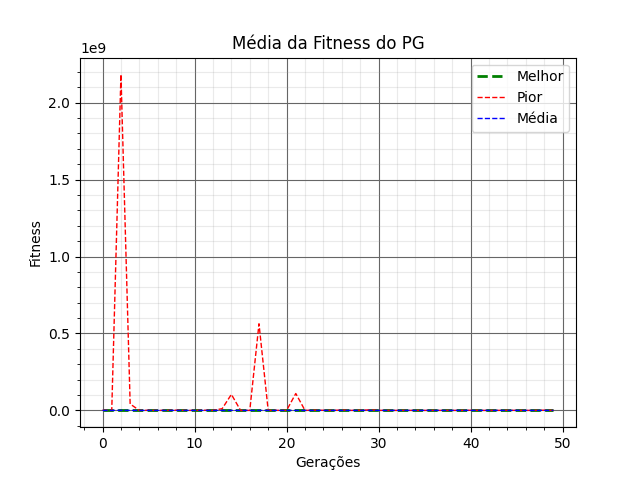 Média da Fitness do PG
1e9
Melhor
Pior
Média
2.0
1.5
1.0
0.5
0.0
Fitness
0 10 20 30 40 50
Gerações